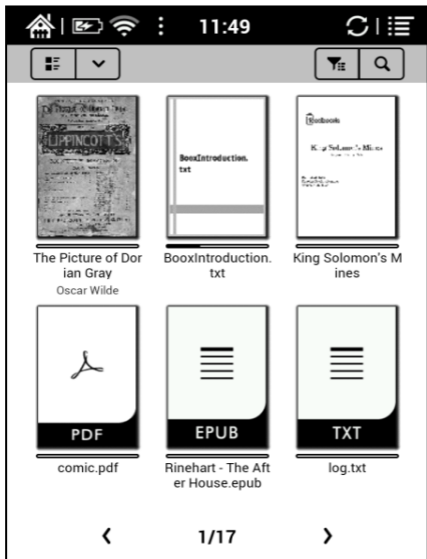 11:49
LIPPINCOTT'S
BooxIntroduction.
txt
King Solomon's Mines
The Picture of Dor
ian Gray
Oscar Wilde
BooxIntroduction.
txt
King Solomon's M
ines
PDF
EPUB
TXT
comic.pdf
Rinehart - The Aft
er House.epub
log.txt
1/17